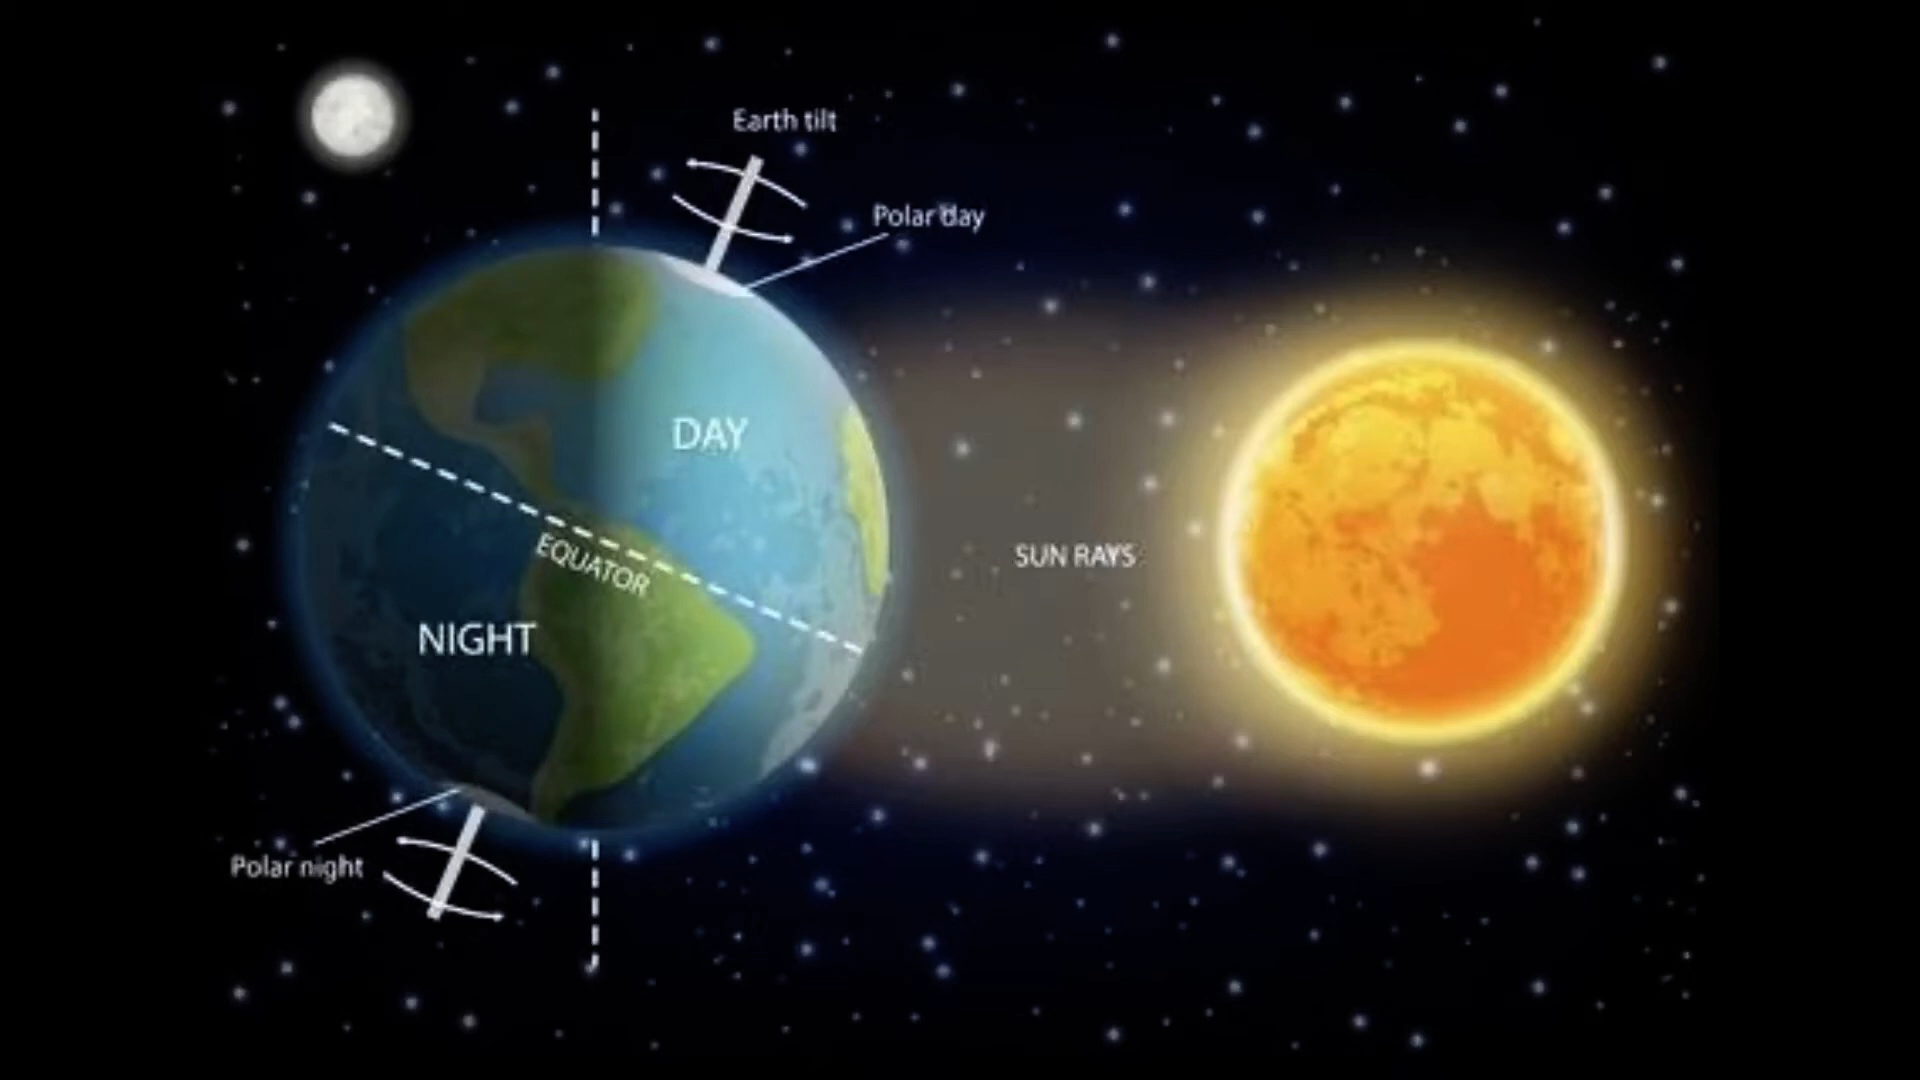 Earth tilt
Polar day
DAY
EQUATOR
SUN RAYS
NIGHT
Polar night